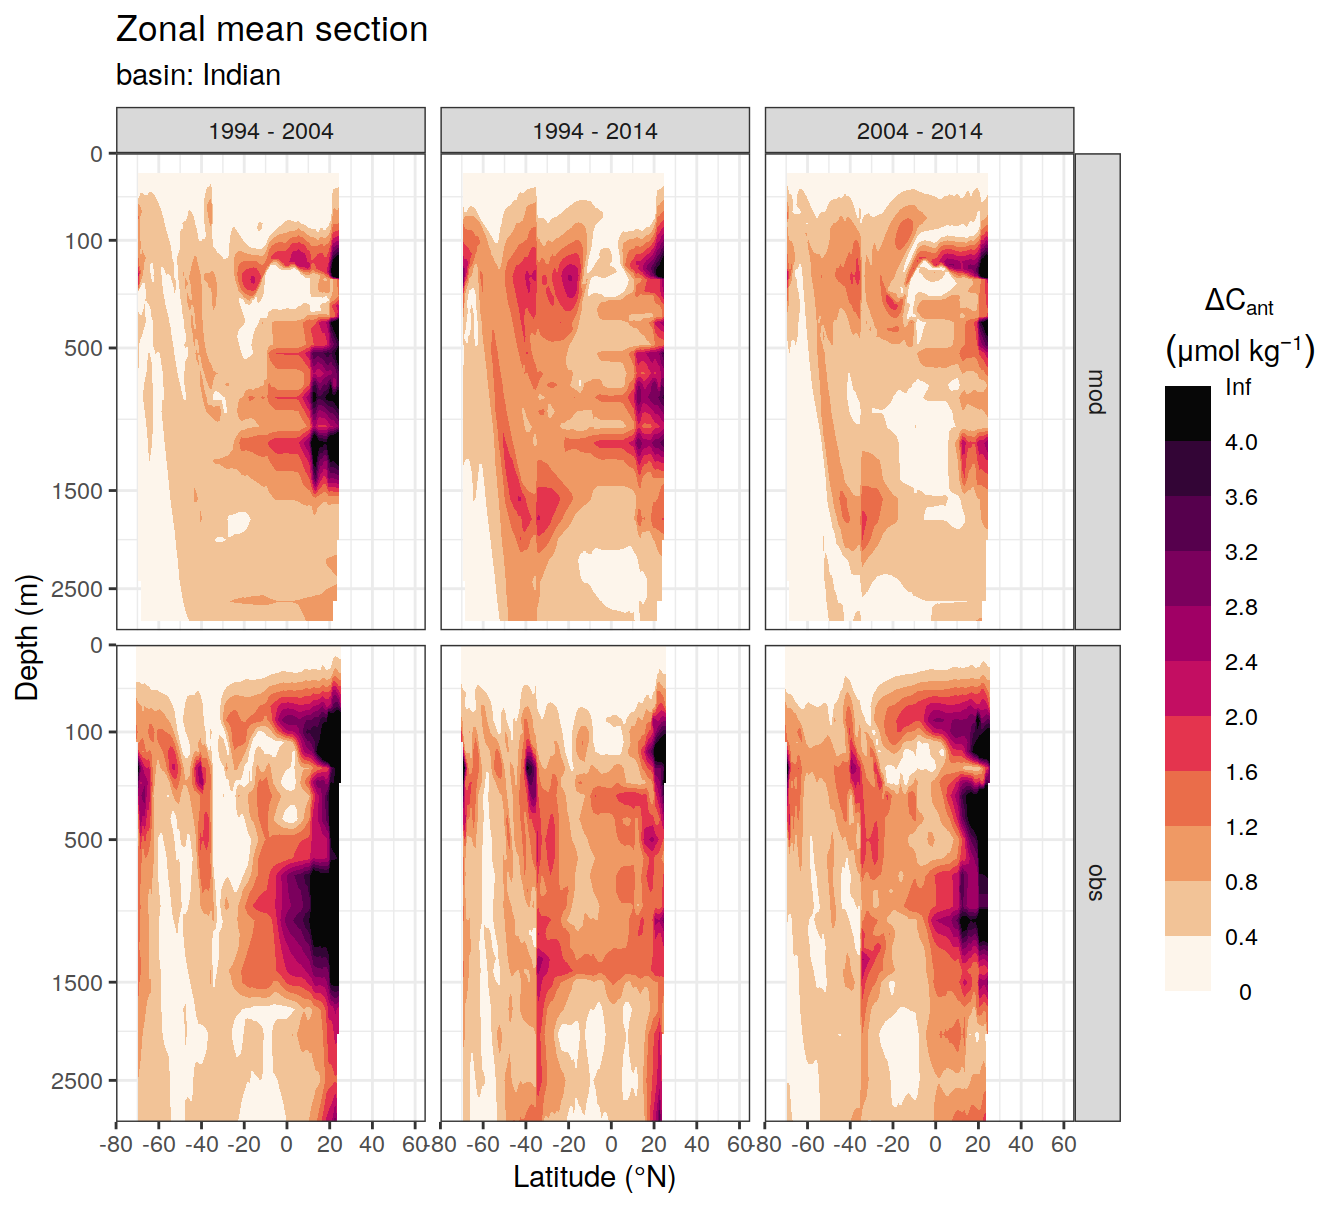 Zonal mean section
basin: Indian
1994 - 2004
1994 - 2014
2004 - 2014
0
100
500
1500
2500
mod
0
100
500
1500
2500
obs
Depth (m)
-80 -60 -40 -20 0 20 40 60
-80 -60 -40 -20 0 20 40 60
-80 -60 -40 -20 0 20 40 60
Latitude (°N)
ΔCant
(μmol kg⁻¹)
Inf
4.0
3.6
3.2
2.8
2.4
2.0
1.6
1.2
0.8
0.4
0